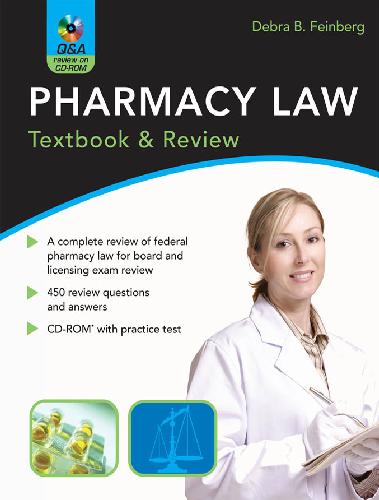 Q&A
review on
CD-ROM
Debra B. Feinberg
PHARMACY LAW
Textbook & Review
A complete review of federal
pharmacy law for board and
licensing exam review
450 review questions
and answers
CD-ROM* with practice test